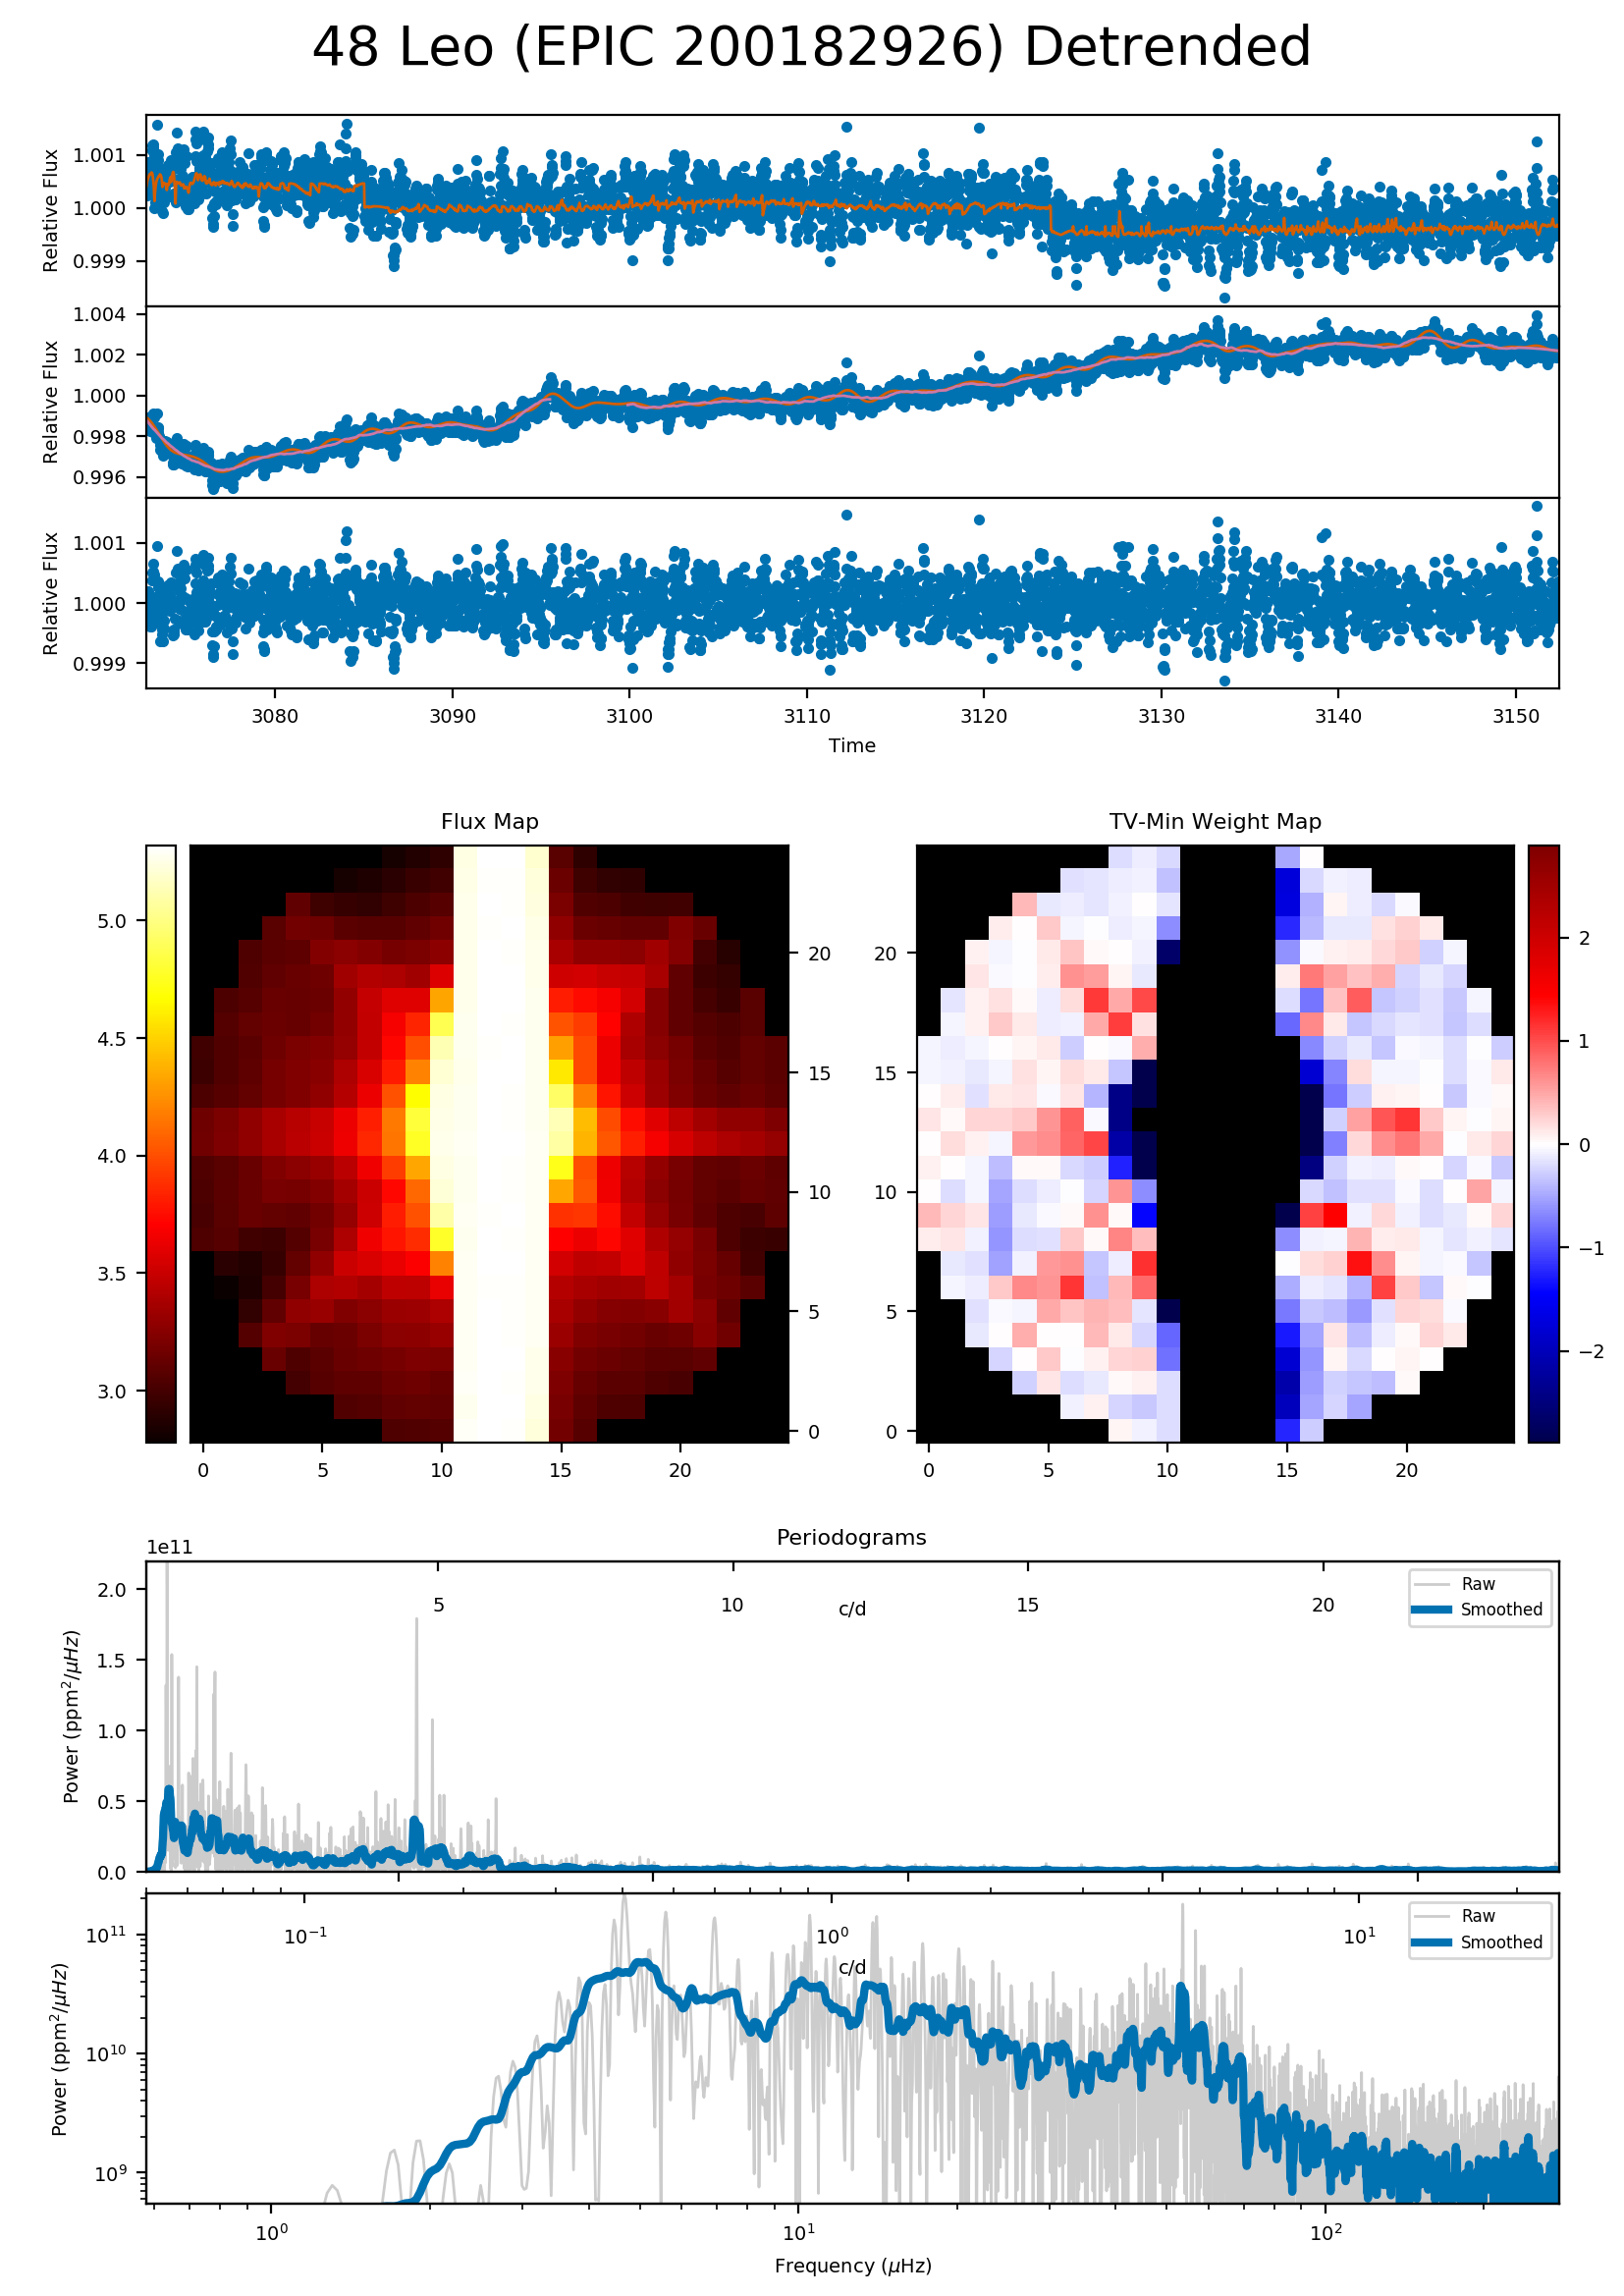 48 Leo (EPIC 200182926) Detrended
Relative Flux
1.001
1.000
0.999
Relative Flux
1.004
1.002
1.000
0.998
0.996
Relative Flux
1.001
1.000
0.999
3080 3090 3100 3110 3120 3130 3140 3150
Time
Flux Map
5.0
4.5
4.0
3.5
3.0
20
15
10
5
0
0 5 10 15 20
TV-Min Weight Map
20
15
10
5
0
0 5 10 15 20
2
1
0
−1
−2
Periodograms
1e11
Power (ppm²/μHz)
2.0
1.5
1.0
0.5
0.0
5 10 15 20
c/d
Raw
Smoothed
Power (ppm²/μHz)
10¹¹
10¹⁰
10⁹
10⁻¹ 10⁰ 10¹
c/d
Raw
Smoothed
10⁰ 10¹ 10²
Frequency (μHz)